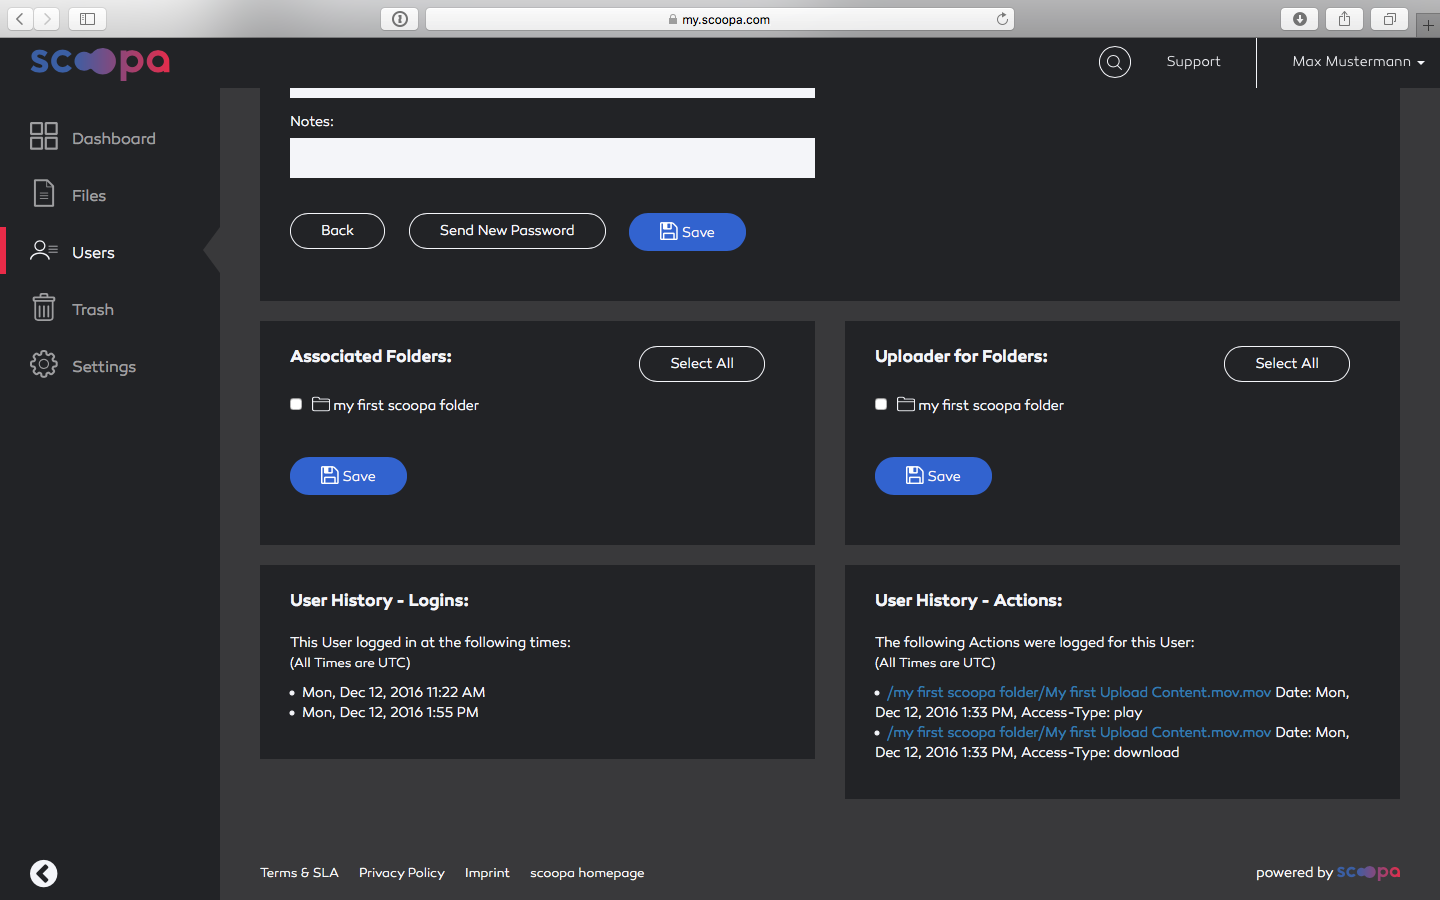 my.scoopa.com
scoopa
Support
Max Mustermann
Dashboard
Files
Users
Trash
Settings
Notes:
Back
Send New Password
Save
Associated Folders:
Select All
my first scoopa folder
Save
Uploader for Folders:
Select All
my first scoopa folder
Save
User History - Logins:
This User logged in at the following times:
(All Times are UTC)
• Mon, Dec 12, 2016 11:22 AM
• Mon, Dec 12, 2016 1:55 PM
User History - Actions:
The following Actions were logged for this User:
(All Times are UTC)
• /my first scoopa folder/My first Upload Content.mov.mov Date: Mon,
Dec 12, 2016 1:33 PM, Access-Type: play
• /my first scoopa folder/My first Upload Content.mov.mov Date: Mon,
Dec 12, 2016 1:33 PM, Access-Type: download
Terms & SLA
Privacy Policy
Imprint
scoopa homepage
powered by scoopa